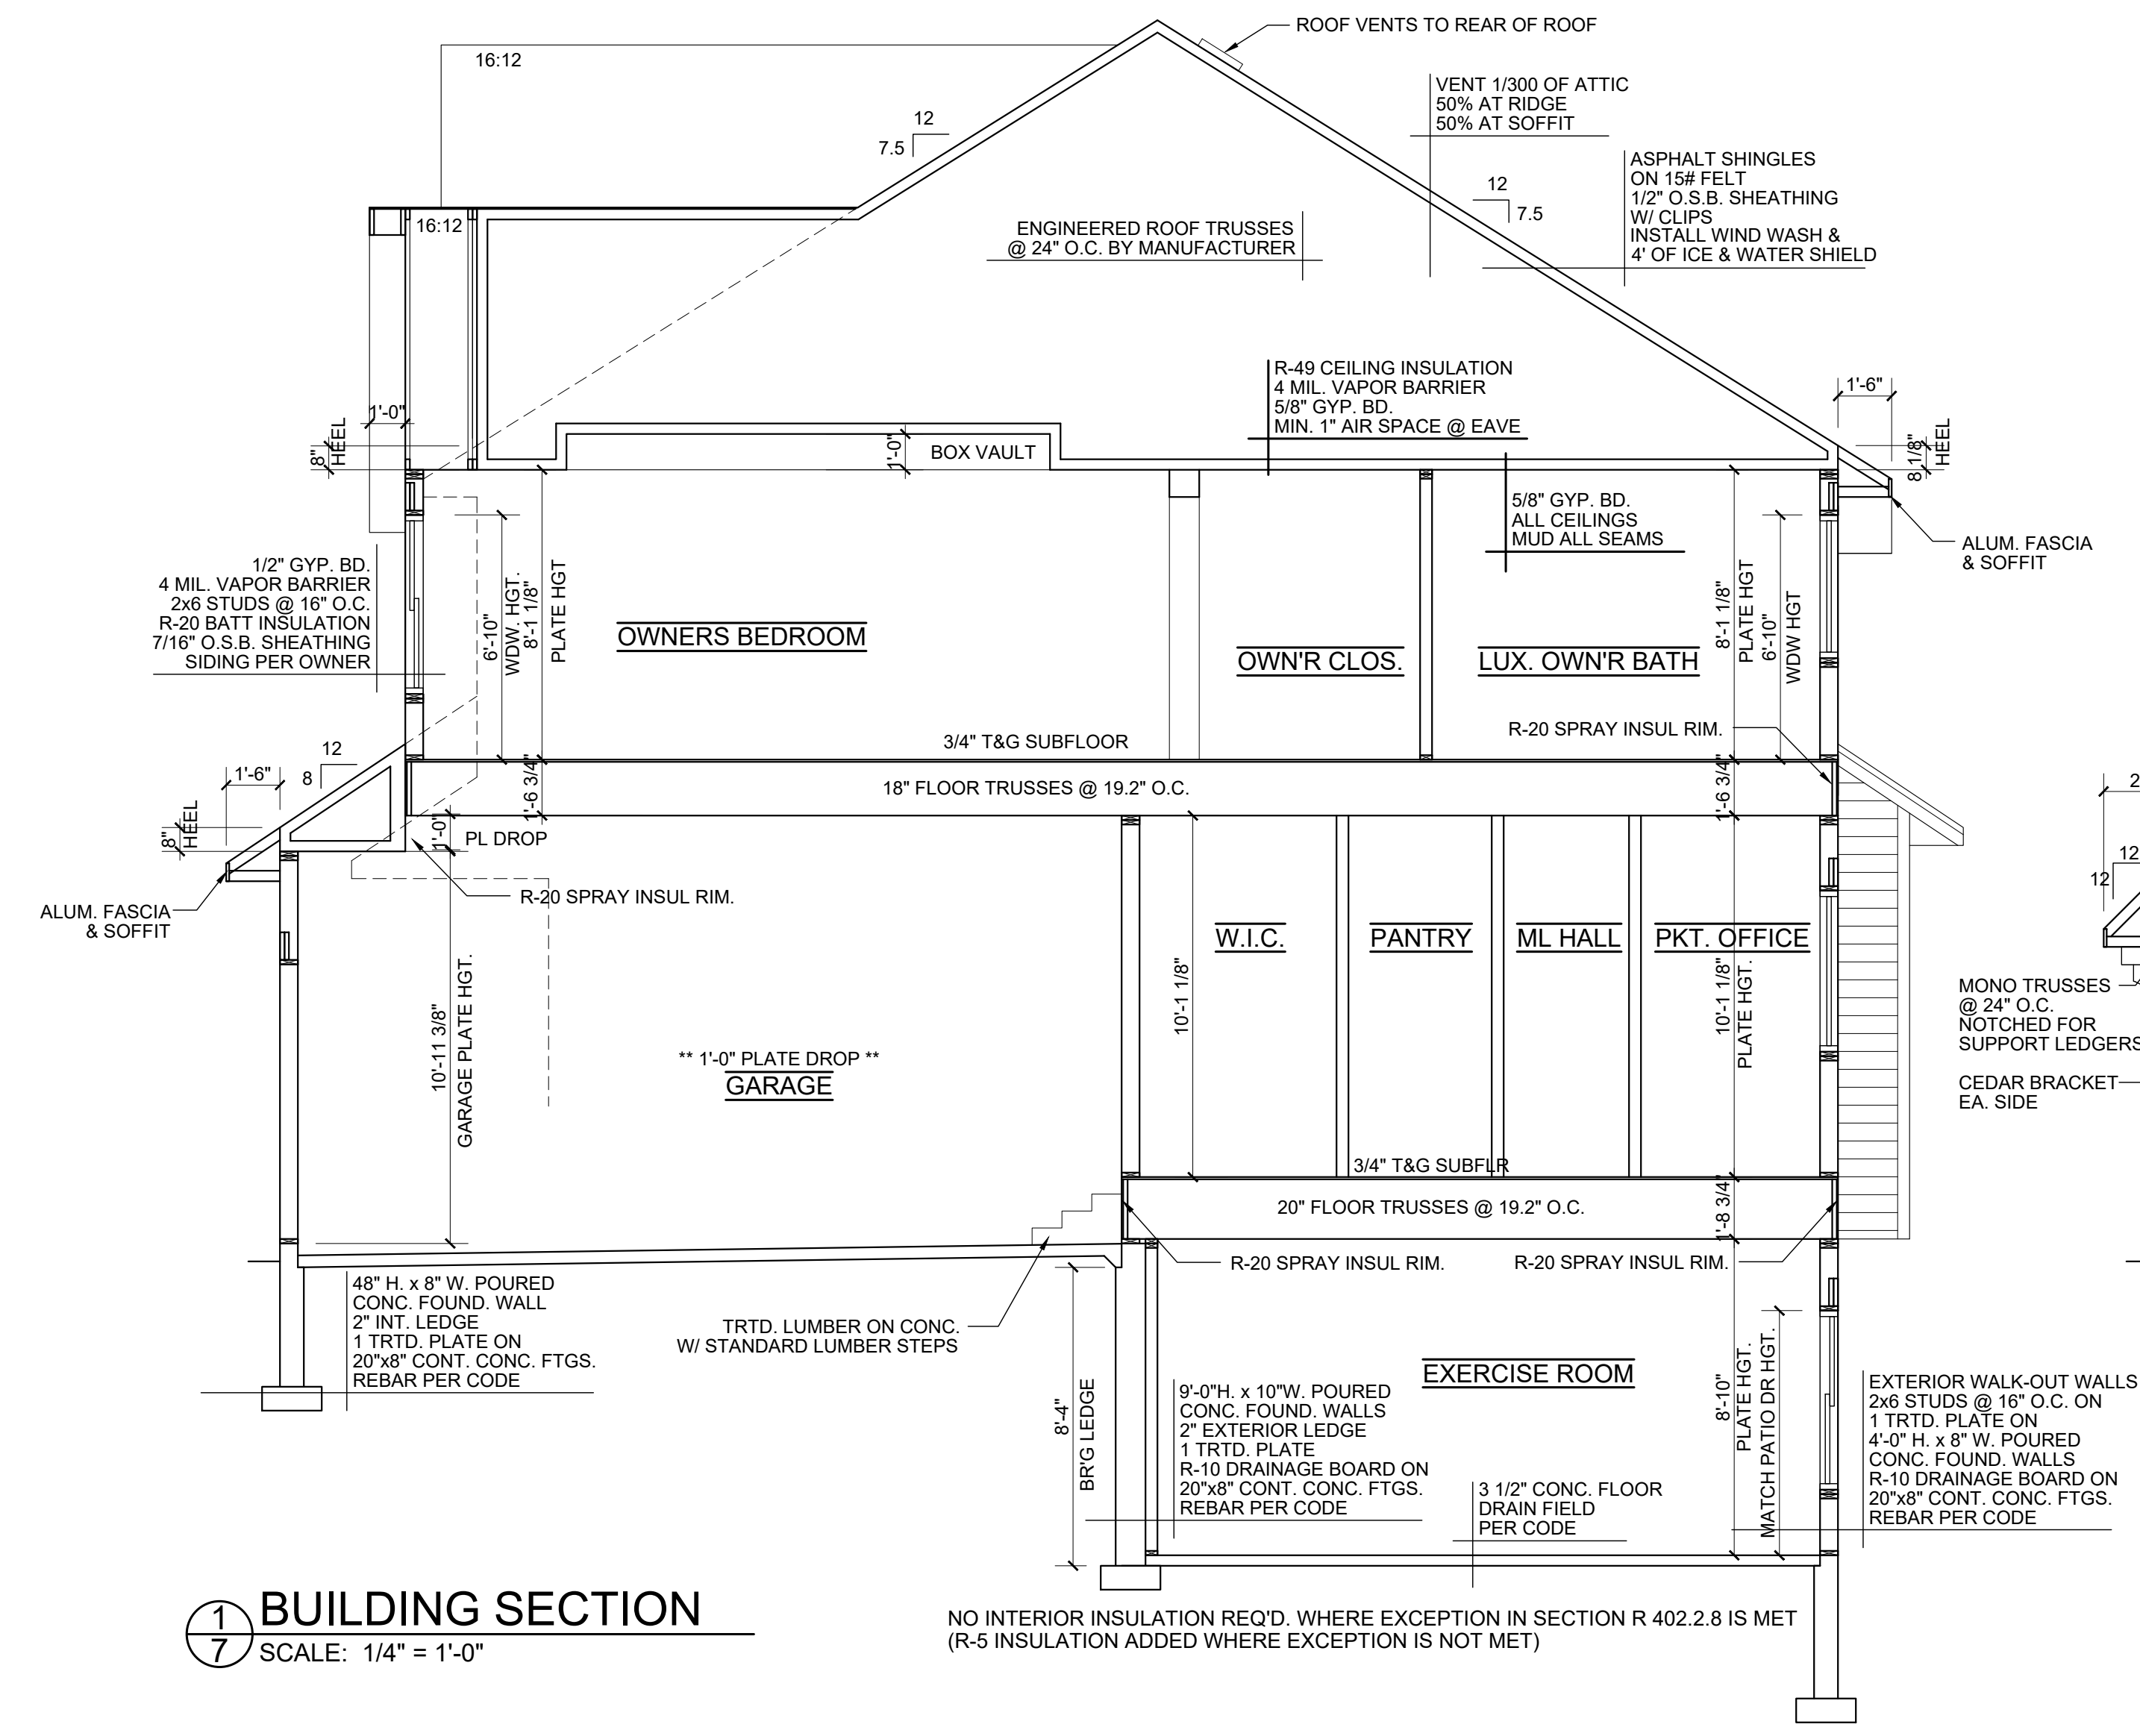 ROOF VENTS TO REAR OF ROOF
16:12
VENT 1/300 OF ATTIC
50% AT RIDGE
50% AT SOFFIT
12
7.5
ASPHALT SHINGLES
ON 15# FELT
1/2" O.S.B. SHEATHING
W/ CLIPS
INSTALL WIND WASH &
4' OF ICE & WATER SHIELD
12
7.5
16:12
ENGINEERED ROOF TRUSSES
@ 24" O.C. BY MANUFACTURER
R-49 CEILING INSULATION
4 MIL. VAPOR BARRIER
5/8" GYP. BD.
MIN. 1" AIR SPACE @ EAVE
1'-6"
1'-0"
8"
HEEL
1'-0"
BOX VAULT
8 1/8"
HEEL
5/8" GYP. BD.
ALL CEILINGS
MUD ALL SEAMS
ALUM. FASCIA
& SOFFIT
1/2" GYP. BD.
4 MIL. VAPOR BARRIER
2x6 STUDS @ 16" O.C.
R-20 BATT INSULATION
7/16" O.S.B. SHEATHING
SIDING PER OWNER
6'-10"
WDW. HGT.
8'-1 1/8"
PLATE HGT
OWNERS BEDROOM
OWN'R CLOS.
LUX. OWN'R BATH
8'-1 1/8"
PLATE HGT
6'-10"
WDW HGT
R-20 SPRAY INSUL RIM.
3/4" T&G SUBFLOOR
12
8
1'-6"
8"
HEEL
1'-6 3/4"
18" FLOOR TRUSSES @ 19.2" O.C.
1'-6 3/4"
1'-0"
PL DROP
R-20 SPRAY INSUL RIM.
ALUM. FASCIA
& SOFFIT
2
12
12
W.I.C.
PANTRY
ML HALL
PKT. OFFICE
10'-11 3/8"
GARAGE PLATE HGT.
10'-1 1/8"
10'-1 1/8"
PLATE HGT.
MONO TRUSSES
@ 24" O.C.
NOTCHED FOR
SUPPORT LEDGERS
CEDAR BRACKET
EA. SIDE
** 1'-0" PLATE DROP **
GARAGE
3/4" T&G SUBFLR
20" FLOOR TRUSSES @ 19.2" O.C.
1'-8 3/4"
R-20 SPRAY INSUL RIM.
R-20 SPRAY INSUL RIM.
48" H. x 8" W. POURED
CONC. FOUND. WALL
2" INT. LEDGE
1 TRTD. PLATE ON
20"x8" CONT. CONC. FTGS.
REBAR PER CODE
TRTD. LUMBER ON CONC.
W/ STANDARD LUMBER STEPS
8'-4"
BR'G LEDGE
EXERCISE ROOM
9'-0"H. x 10"W. POURED
CONC. FOUND. WALLS
2" EXTERIOR LEDGE
1 TRTD. PLATE
R-10 DRAINAGE BOARD ON
20"x8" CONT. CONC. FTGS.
REBAR PER CODE
3 1/2" CONC. FLOOR
DRAIN FIELD
PER CODE
8'-10"
PLATE HGT.
MATCH PATIO DR HGT.
EXTERIOR WALK-OUT WALLS
2x6 STUDS @ 16" O.C. ON
1 TRTD. PLATE ON
4'-0" H. x 8" W. POURED
CONC. FOUND. WALLS
R-10 DRAINAGE BOARD ON
20"x8" CONT. CONC. FTGS.
REBAR PER CODE
1
7
BUILDING SECTION
SCALE: 1/4" = 1'-0"
NO INTERIOR INSULATION REQ'D. WHERE EXCEPTION IN SECTION R 402.2.8 IS MET
(R-5 INSULATION ADDED WHERE EXCEPTION IS NOT MET)